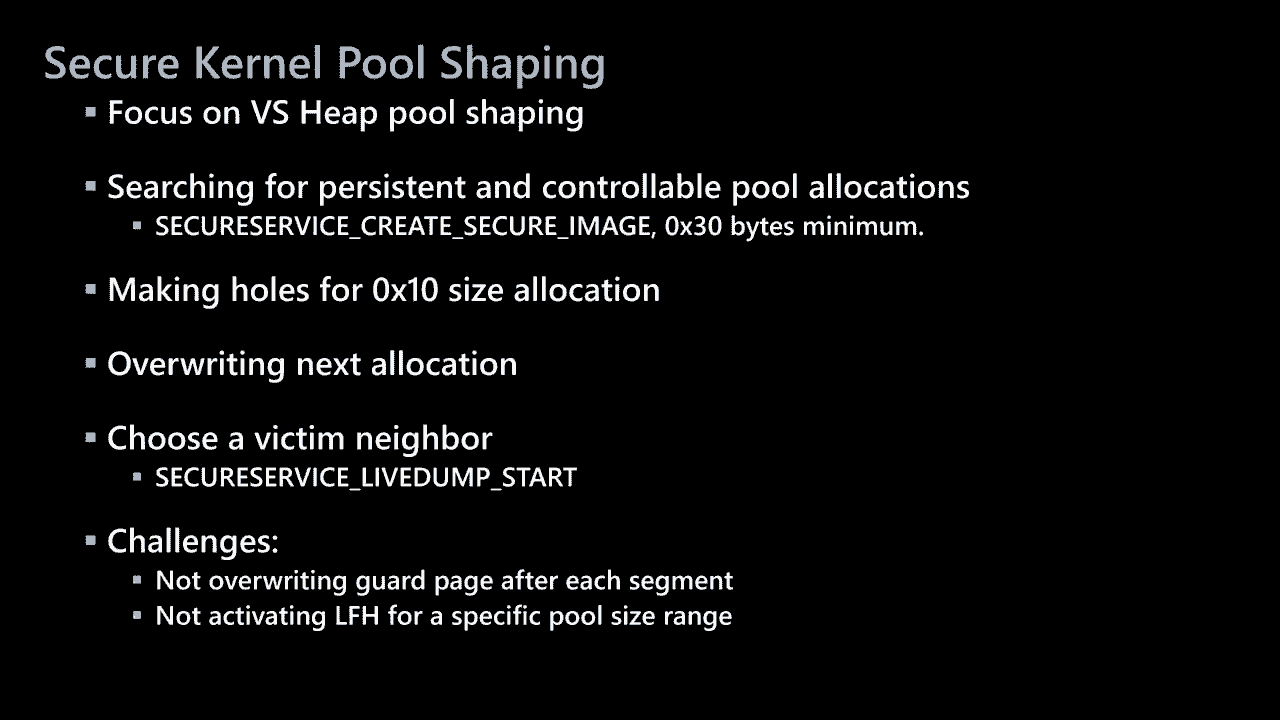 Secure Kernel Pool Shaping
▪ Focus on VS Heap pool shaping
▪ Searching for persistent and controllable pool allocations
▪ SECURESERVICE_CREATE_SECURE_IMAGE, 0x30 bytes minimum.
▪ Making holes for 0x10 size allocation
▪ Overwriting next allocation
▪ Choose a victim neighbor
▪ SECURESERVICE_LIVEDUMP_START
▪ Challenges:
▪ Not overwriting guard page after each segment
▪ Not activating LFH for a specific pool size range